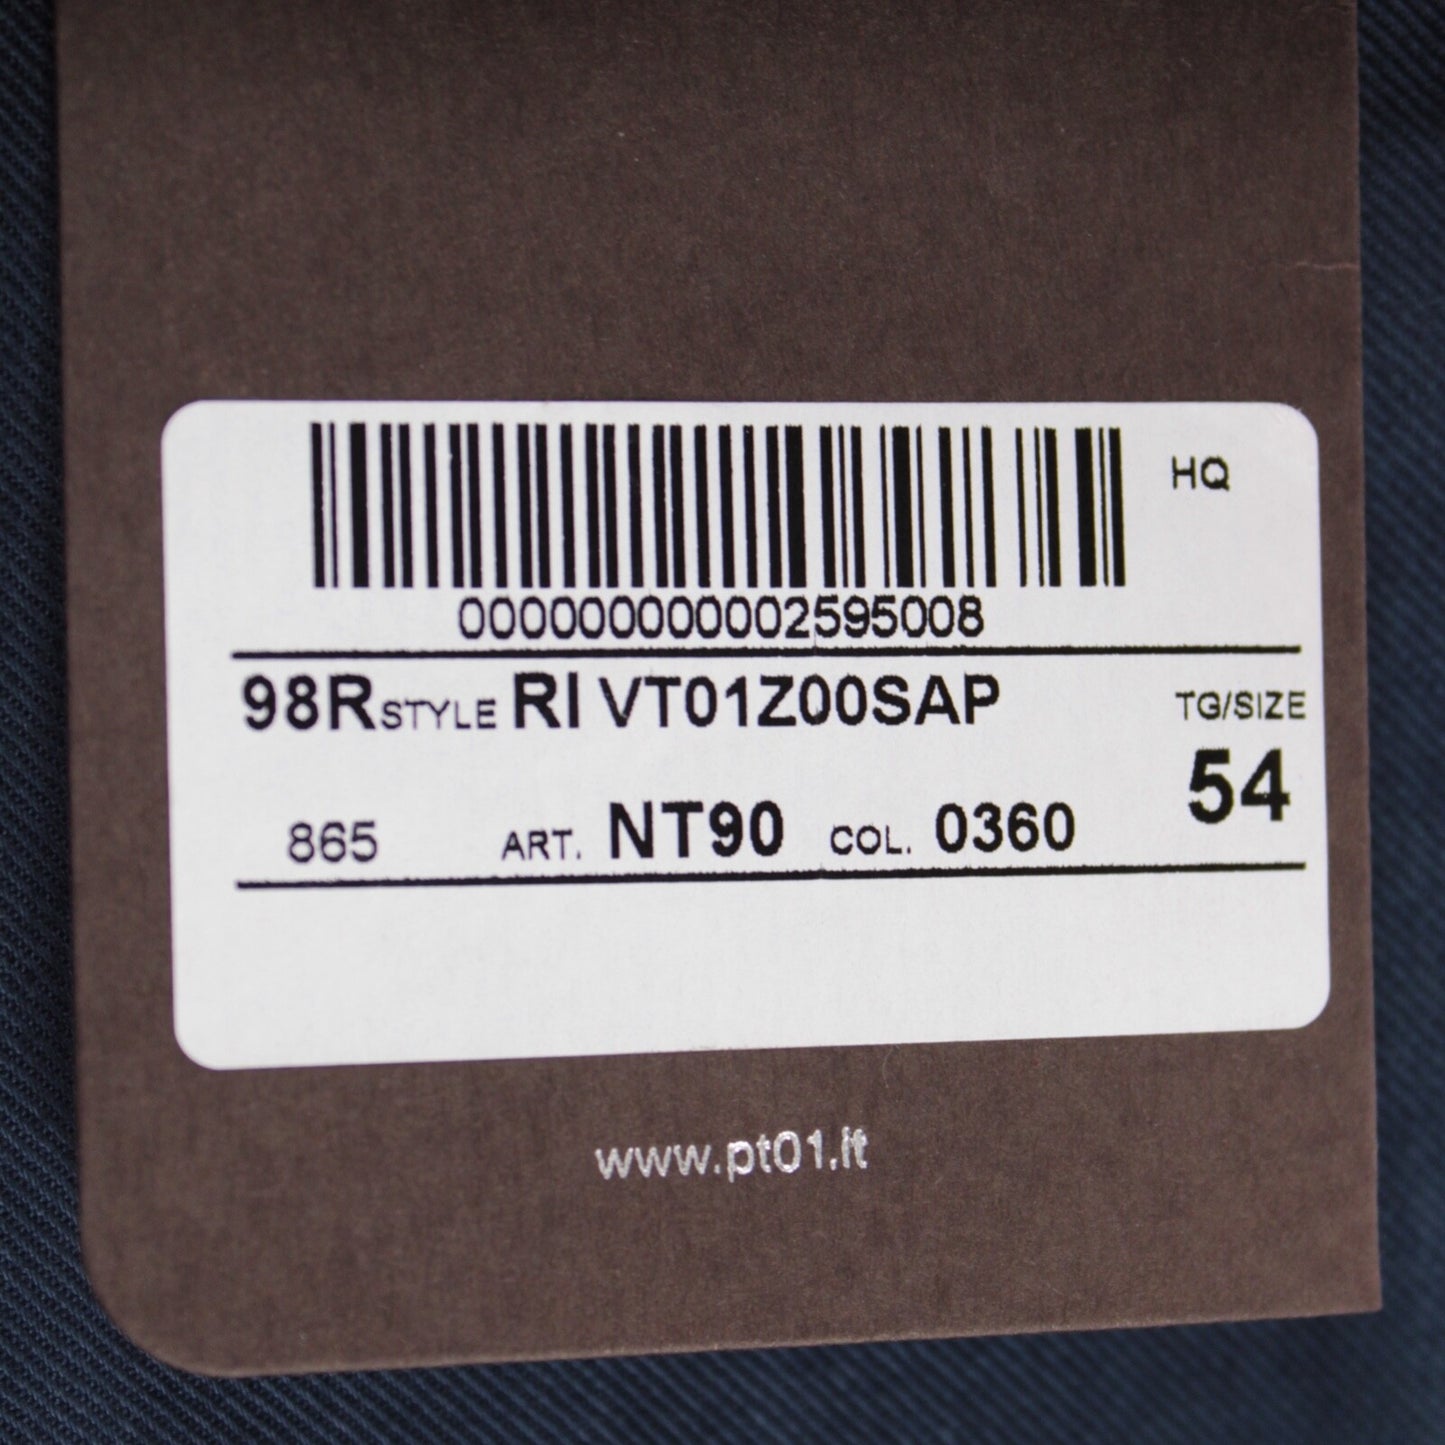 HQ
0000000000002595008
98R STYLE RI VT01Z00SAP TG/SIZE
54
865 ART. NT90 COL. 0360
www.pt01.it